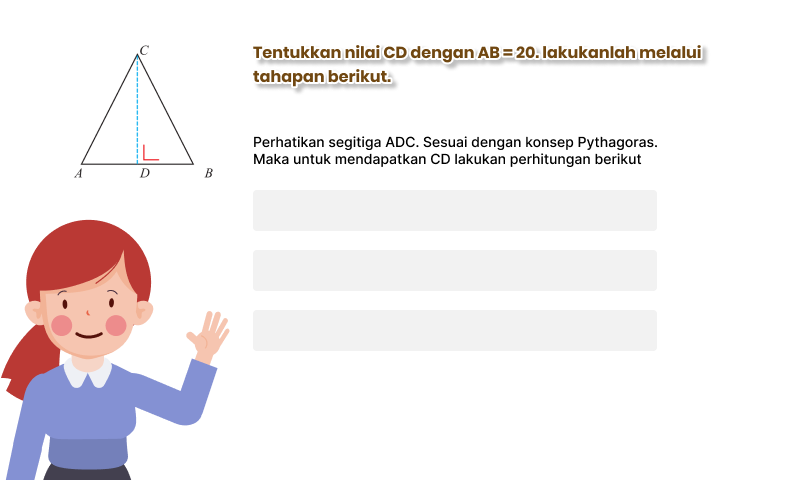 C
Tentukkan nilai CD dengan AB = 20. lakukanlah melalui
tahapan berikut.
Perhatikan segitiga ADC. Sesuai dengan konsep Pythagoras.
Maka untuk mendapatkan CD lakukan perhitungan berikut
A D B